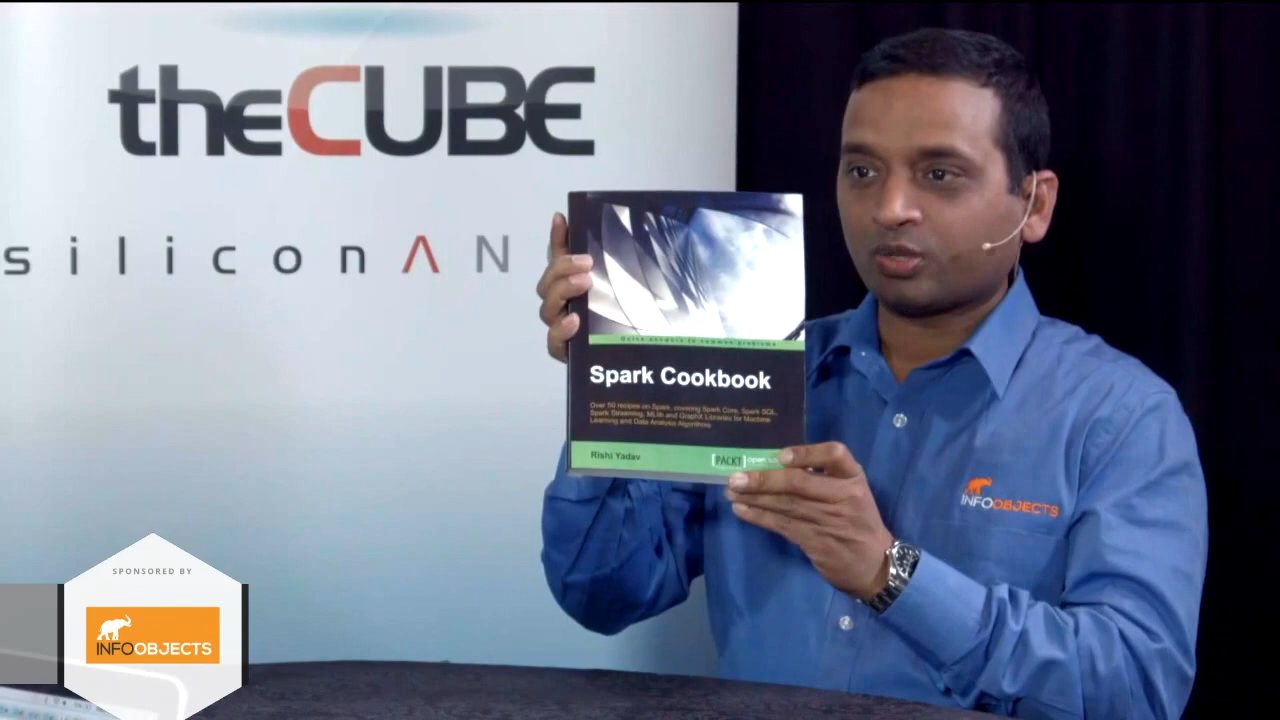 theCUBE
siliconAN
Quick answers to common problems
Spark Cookbook
Over 50 recipes on Spark, covering Spark Core, Spark SQL,
Spark Streaming, MLlib and GraphX Libraries for Machine
Learning and Data Analysis Algorithms
Rishi Yadav
[PACKT] open
INFOOBJECTS
SPONSORED BY
INFOOBJECTS